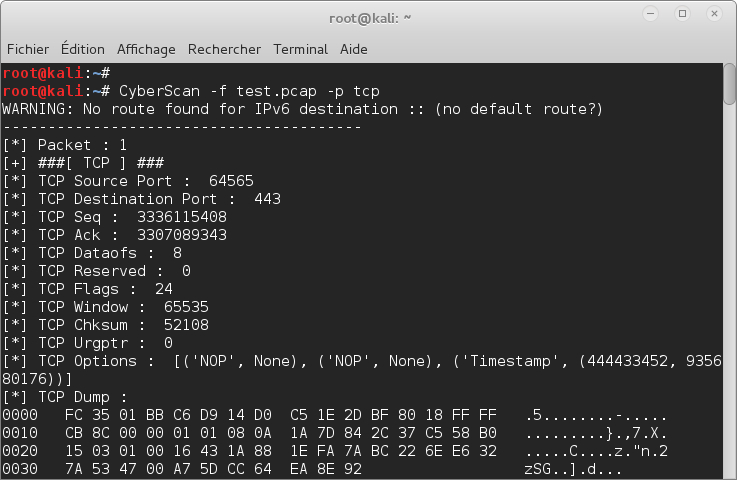 root@kali: ~
Fichier Édition Affichage Rechercher Terminal Aide
root@kali:~#
root@kali:~# CyberScan -f test.pcap -p tcp
WARNING: No route found for IPv6 destination :: (no default route?)
---------------------------------------
[*] Packet : 1
[+] ###[ TCP ] ###
[*] TCP Source Port :  64565
[*] TCP Destination Port :  443
[*] TCP Seq :  3336115408
[*] TCP Ack :  3307089343
[*] TCP Dataofs :  8
[*] TCP Reserved :  0
[*] TCP Flags :  24
[*] TCP Window :  65535
[*] TCP Chksum :  52108
[*] TCP Urgptr :  0
[*] TCP Options :  [('NOP', None), ('NOP', None), ('Timestamp', (444433452, 9356
80176))]
[*] TCP Dump :
0000   FC 35 01 BB C6 D9 14 D0  C5 1E 2D BF 80 18 FF FF   .5........-.....
0010   CB 8C 00 00 01 01 08 0A  1A 7D 84 2C 37 C5 58 B0   .........}.,7.X.
0020   15 03 01 00 16 43 1A 88  1E FA 7A BC 22 6E E6 32   .....C....z."n.2
0030   7A 53 47 00 A7 5D CC 64  EA 8E 92                  zSG..].d...